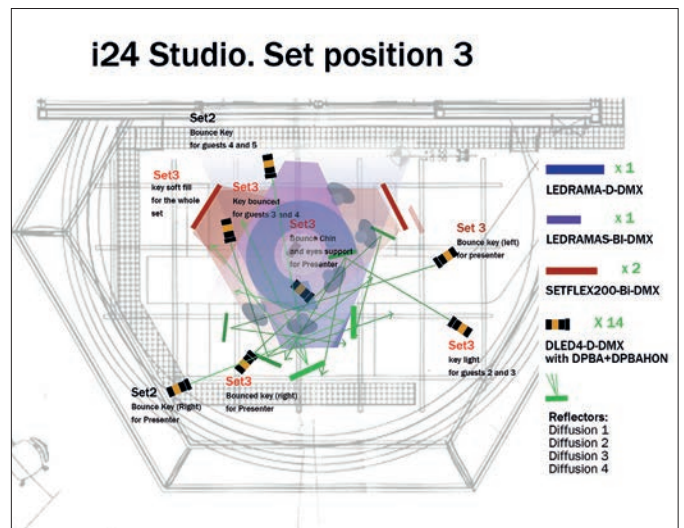 i24 Studio. Set position 3
Set2
Bounce Key
for guests 4 and 5
Set3
key soft fill
for the whole
set
Set3
Key bounced
for guests 3 and 4
Set3
Bounce Chin
and eyes support
for Presenter
Set 3
Bounce key (left)
for presenter
Set3
key light
for guests 2 and 3
Set3
Bounced key (right)
for Presenter
Set2
Bounce Key (Right)
for Presenter
x 1
LEDRAMA-D-DMX
x 1
LEDRAMAS-BI-DMX
x 2
SETFLEX200-Bi-DMX
X 14
DLED4-D-DMX
with DPBA+DPBAHON
Reflectors:
Diffusion 1
Diffusion 2
Diffusion 3
Diffusion 4